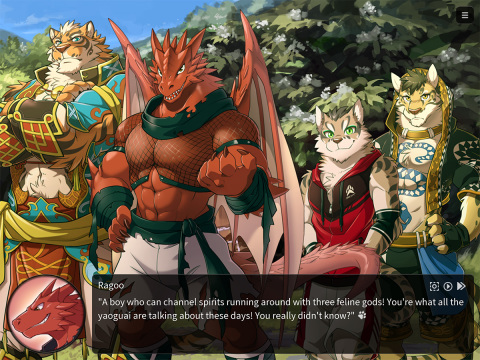 Ragoo
"A boy who can channel spirits running around with three feline gods! You're what all the
yaoguai are talking about these days! You really didn't know?"